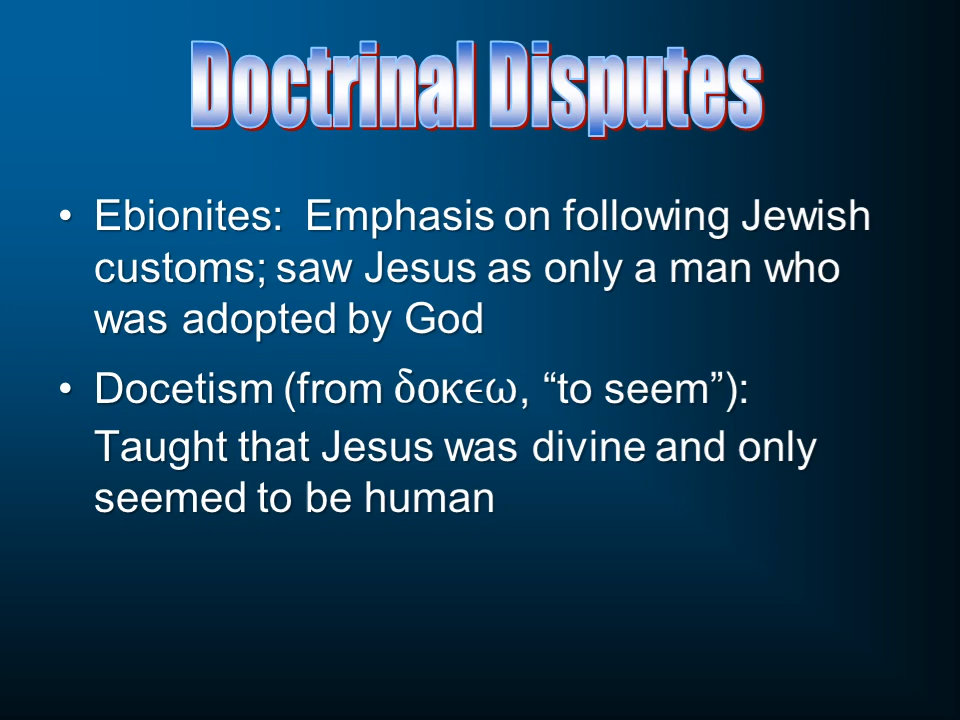 Doctrinal Disputes
• Ebionites:  Emphasis on following Jewish
customs; saw Jesus as only a man who
was adopted by God
• Docetism (from δοκεω, “to seem”):
Taught that Jesus was divine and only
seemed to be human